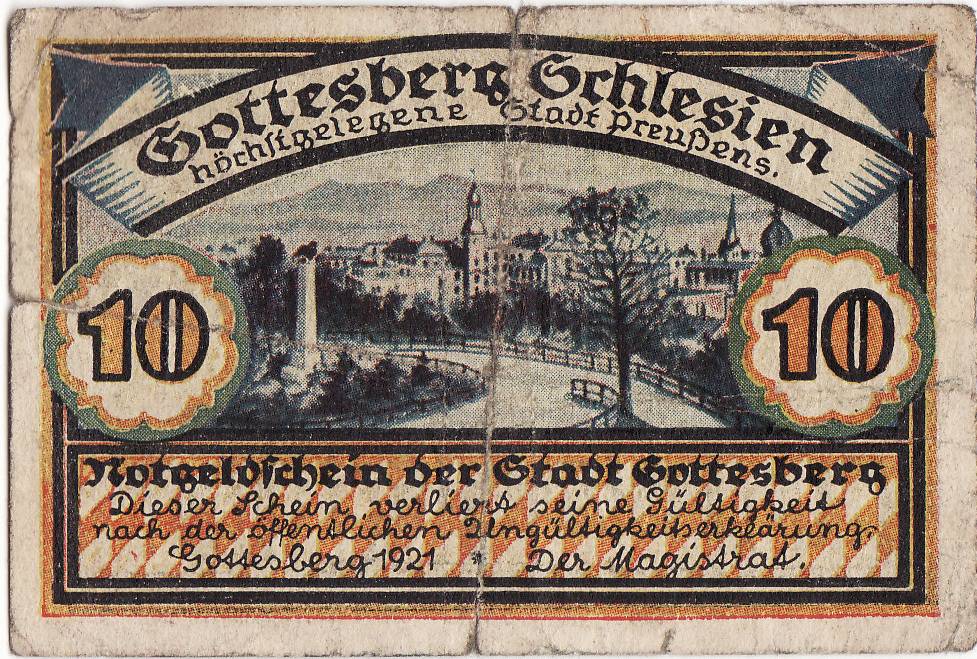 Gottesberg Schlesien
höchstgelegene Stadt Preußens.
10
10
Notgeldschein der Stadt Gottesberg
Dieser Schein verliert seine Gültigkeit
nach der öffentlichen Ungültigkeitserklärung.
Gottesberg 1921 * Der Magistrat.